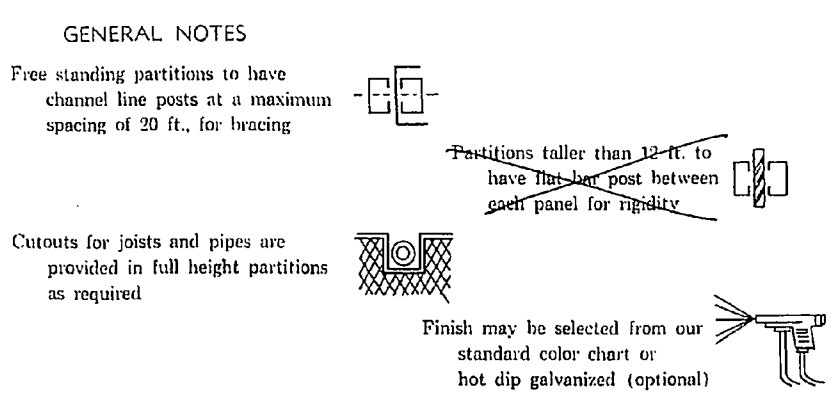 GENERAL NOTES
Free standing partitions to have
channel line posts at a maximum
spacing of 20 ft., for bracing
Partitions taller than 12 ft. to
have flat bar post between
each panel for rigidity
Cutouts for joists and pipes are
provided in full height partitions
as required
Finish may be selected from our
standard color chart or
hot dip galvanized (optional)